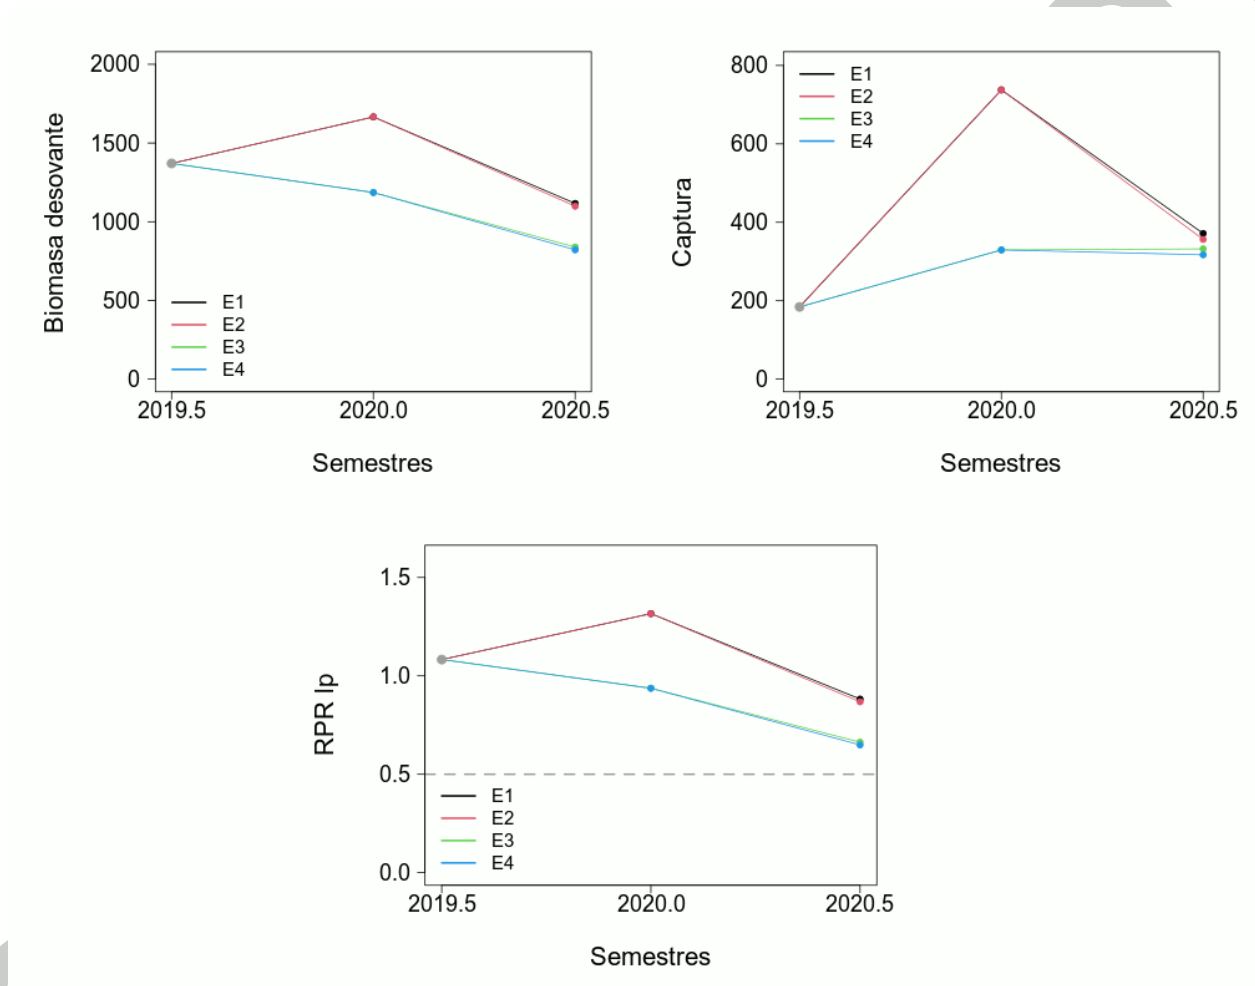 Biomasa desovante
2000
1500
1000
500
0
E1
E2
E3
E4
2019.5 2020.0 2020.5
Semestres
Captura
800
600
400
200
0
E1
E2
E3
E4
2019.5 2020.0 2020.5
Semestres
RPR lp
1.5
1.0
0.5
0.0
E1
E2
E3
E4
2019.5 2020.0 2020.5
Semestres